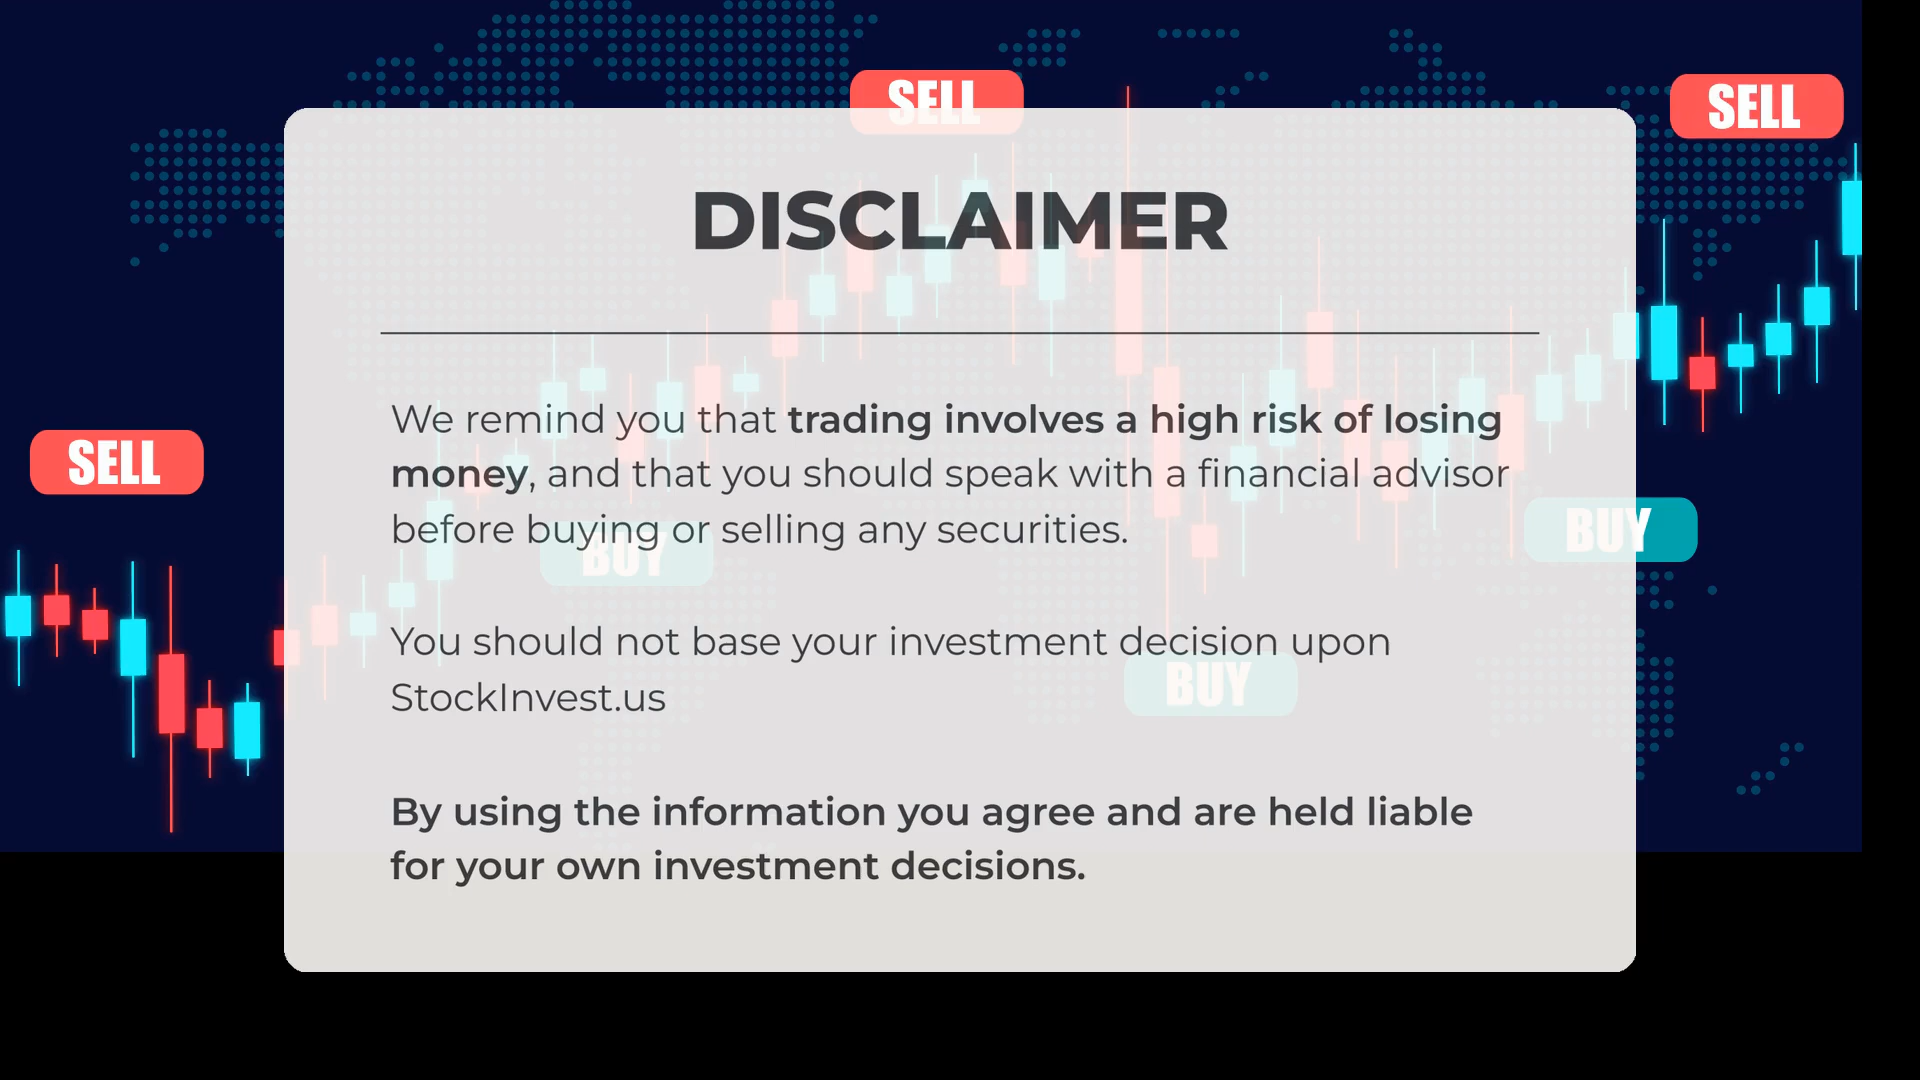 SELL
SELL
DISCLAIMER
We remind you that trading involves a high risk of losing
money, and that you should speak with a financial advisor
before buying or selling any securities.
SELL
BUY
BUY
You should not base your investment decision upon
StockInvest.us
BUY
By using the information you agree and are held liable
for your own investment decisions.